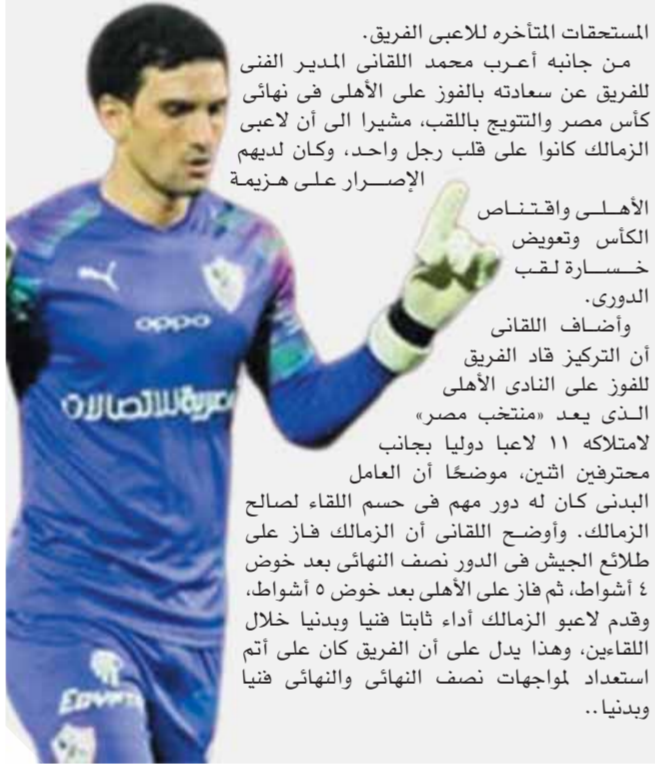 المستحقات المتأخره للاعبى الفريق.
من جانبه أعرب محمد اللقانى المدير الفنى
للفريق عن سعادته بالفوز على الأهلى فى نهائى
كأس مصر والتتويج باللقب، مشيرا الى أن لاعبى
الزمالك كانوا على قلب رجل واحد، وكان لديهم
الإصرار على هزيمة
الأهلى واقتناص
الكأس وتعويض
خسارة لقب
الدورى.
وأضاف اللقانى
أن التركيز قاد الفريق
للفوز على النادى الأهلى
الذى يعد «منتخب مصر»
لامتلاكه ١١ لاعبا دوليا بجانب
محترفين اثنين، موضحًا أن العامل
البدنى كان له دور مهم فى حسم اللقاء لصالح
الزمالك. وأوضح اللقانى أن الزمالك فاز على
طلائع الجيش فى الدور نصف النهائى بعد خوض
٤ أشواط، ثم فاز على الأهلى بعد خوض ٥ أشواط،
وقدم لاعبو الزمالك أداء ثابتا فنيا وبدنيا خلال
اللقاءين، وهذا يدل على أن الفريق كان على أتم
استعداد لمواجهات نصف النهائى والنهائى فنيا
وبدنيا..
oppo
مصرية للاتصالات